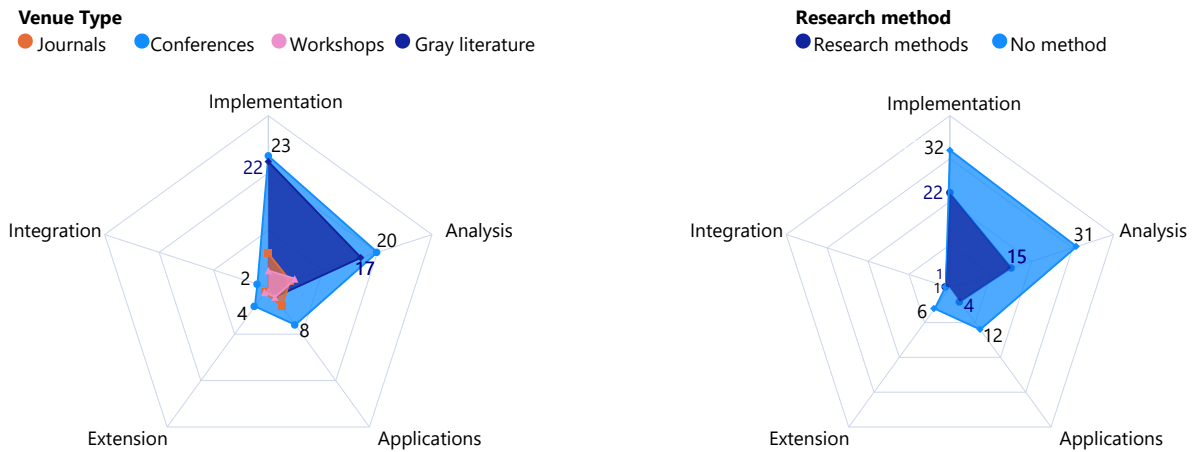 Venue Type
Journals Conferences Workshops Gray literature
Implementation
23
22
Integration
Analysis
20
17
2
4
8
Extension
Applications
Research method
Research methods No method
Implementation
32
22
Integration
Analysis
31
15
1
1
4
6
12
Extension
Applications